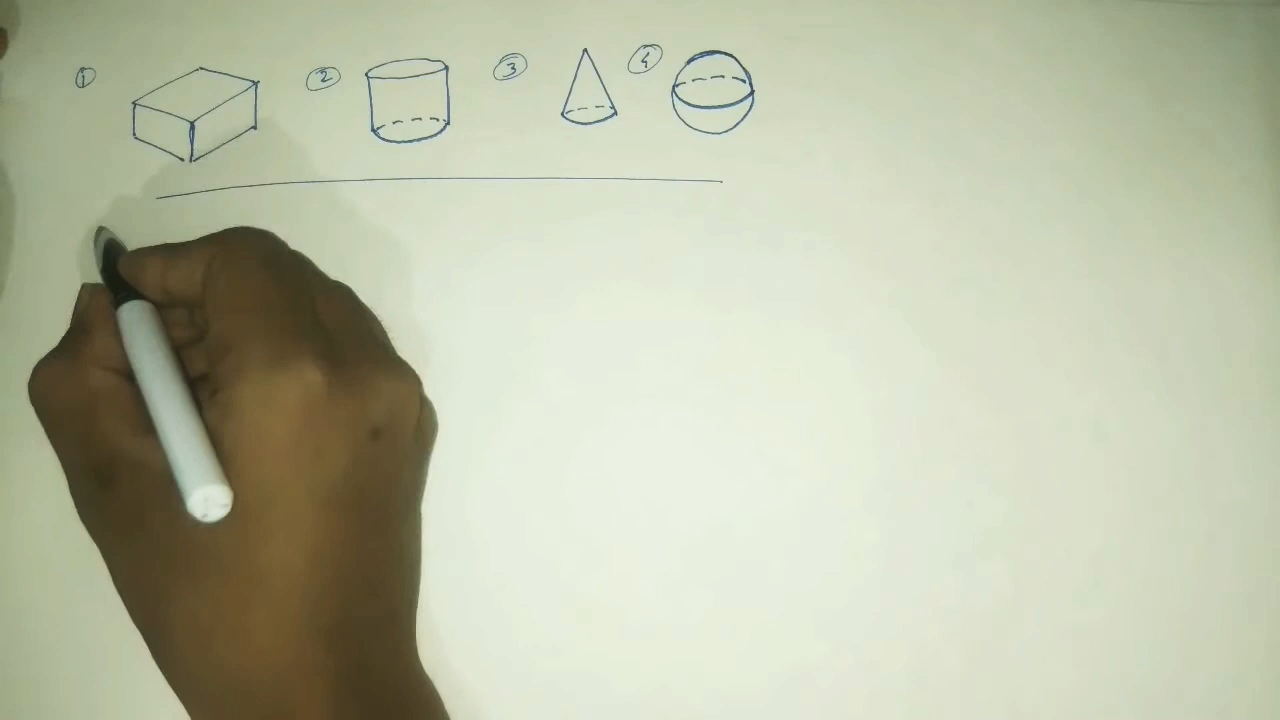 ① ② ③ ④